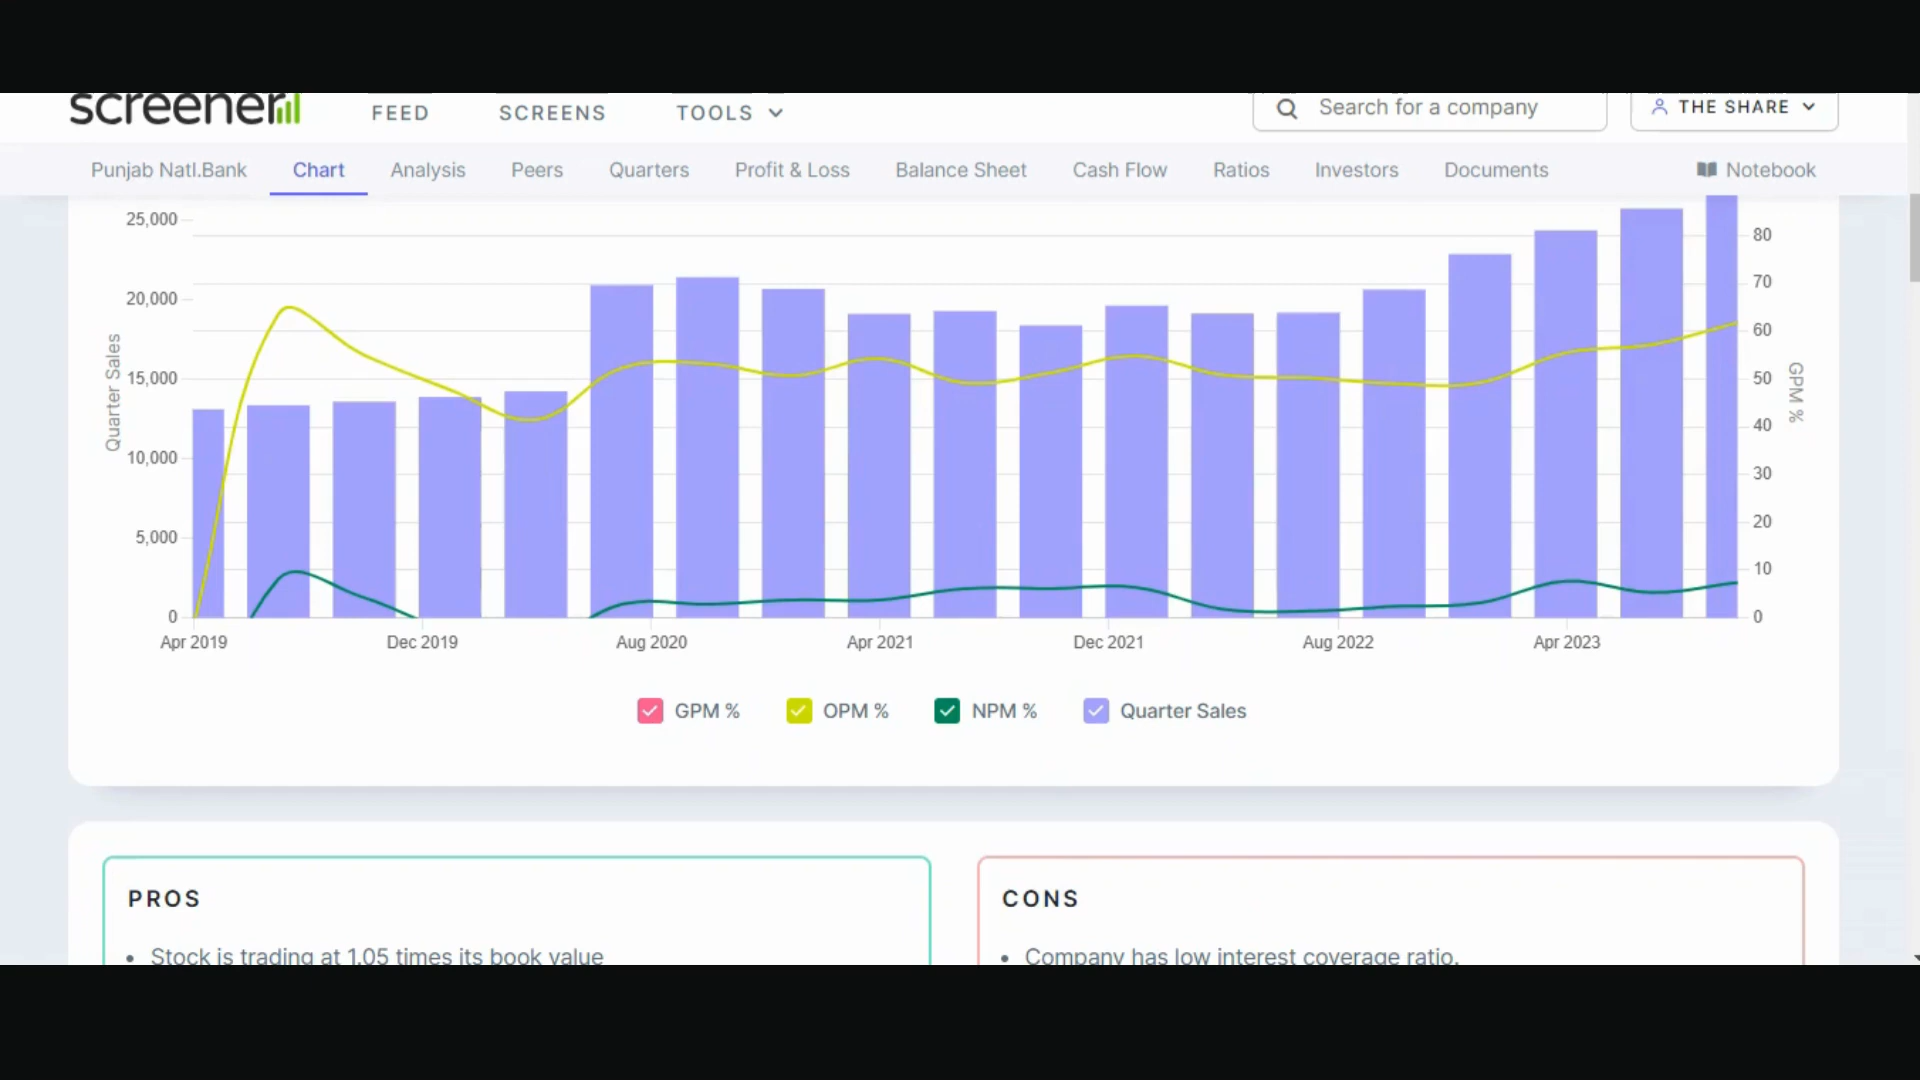 screener
FEED
SCREENS
TOOLS
Search for a company
THE SHARE
Punjab Natl.Bank
Chart
Analysis
Peers
Quarters
Profit & Loss
Balance Sheet
Cash Flow
Ratios
Investors
Documents
Notebook
25,000
20,000
15,000
10,000
5,000
0
Quarter Sales
80
70
60
50
40
30
20
10
0
GPM %
Apr 2019
Dec 2019
Aug 2020
Apr 2021
Dec 2021
Aug 2022
Apr 2023
GPM %
OPM %
NPM %
Quarter Sales
PROS
• Stock is trading at 1.05 times its book value
CONS
• Company has low interest coverage ratio.